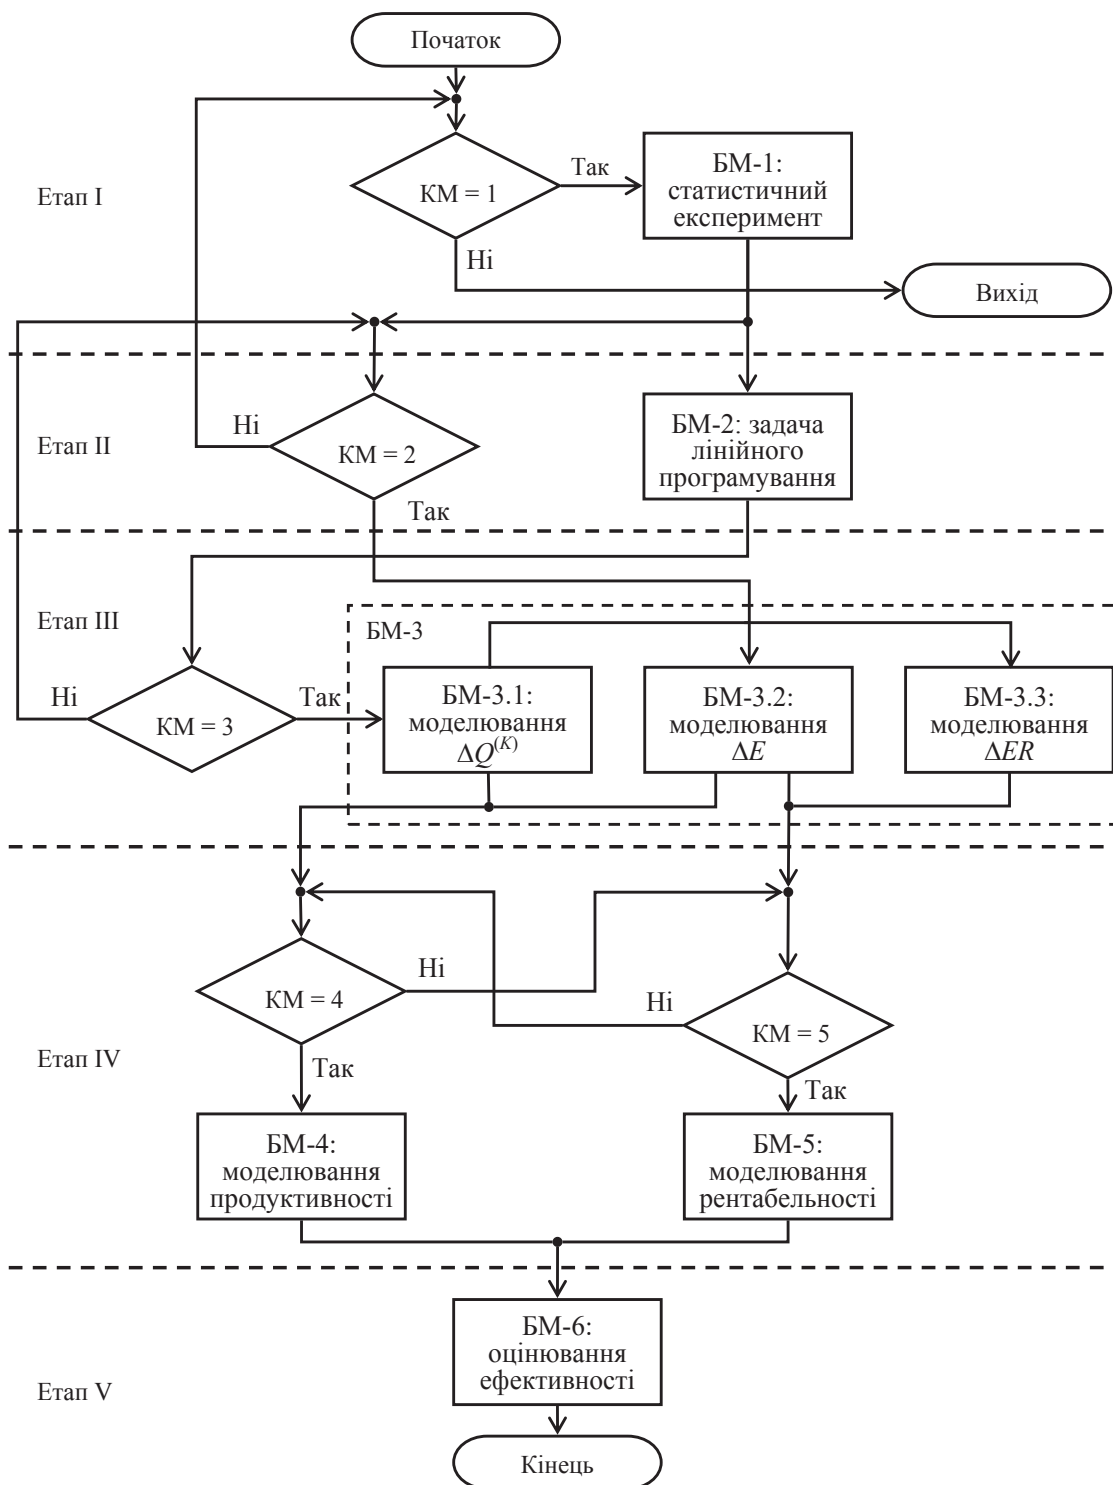 Початок
Етап I
КМ = 1
Так
БМ-1:
статистичний
експеримент
Ні
Вихід
Етап II
Ні
КМ = 2
Так
БМ-2: задача
лінійного
програмування
Етап III
БМ-3
Ні
КМ = 3
Так
БМ-3.1:
моделювання
ΔQ^(K)
БМ-3.2:
моделювання
ΔE
БМ-3.3:
моделювання
ΔER
Етап IV
КМ = 4
Ні
Ні
КМ = 5
Так
Так
БМ-4:
моделювання
продуктивності
БМ-5:
моделювання
рентабельності
Етап V
БМ-6:
оцінювання
ефективності
Кінець